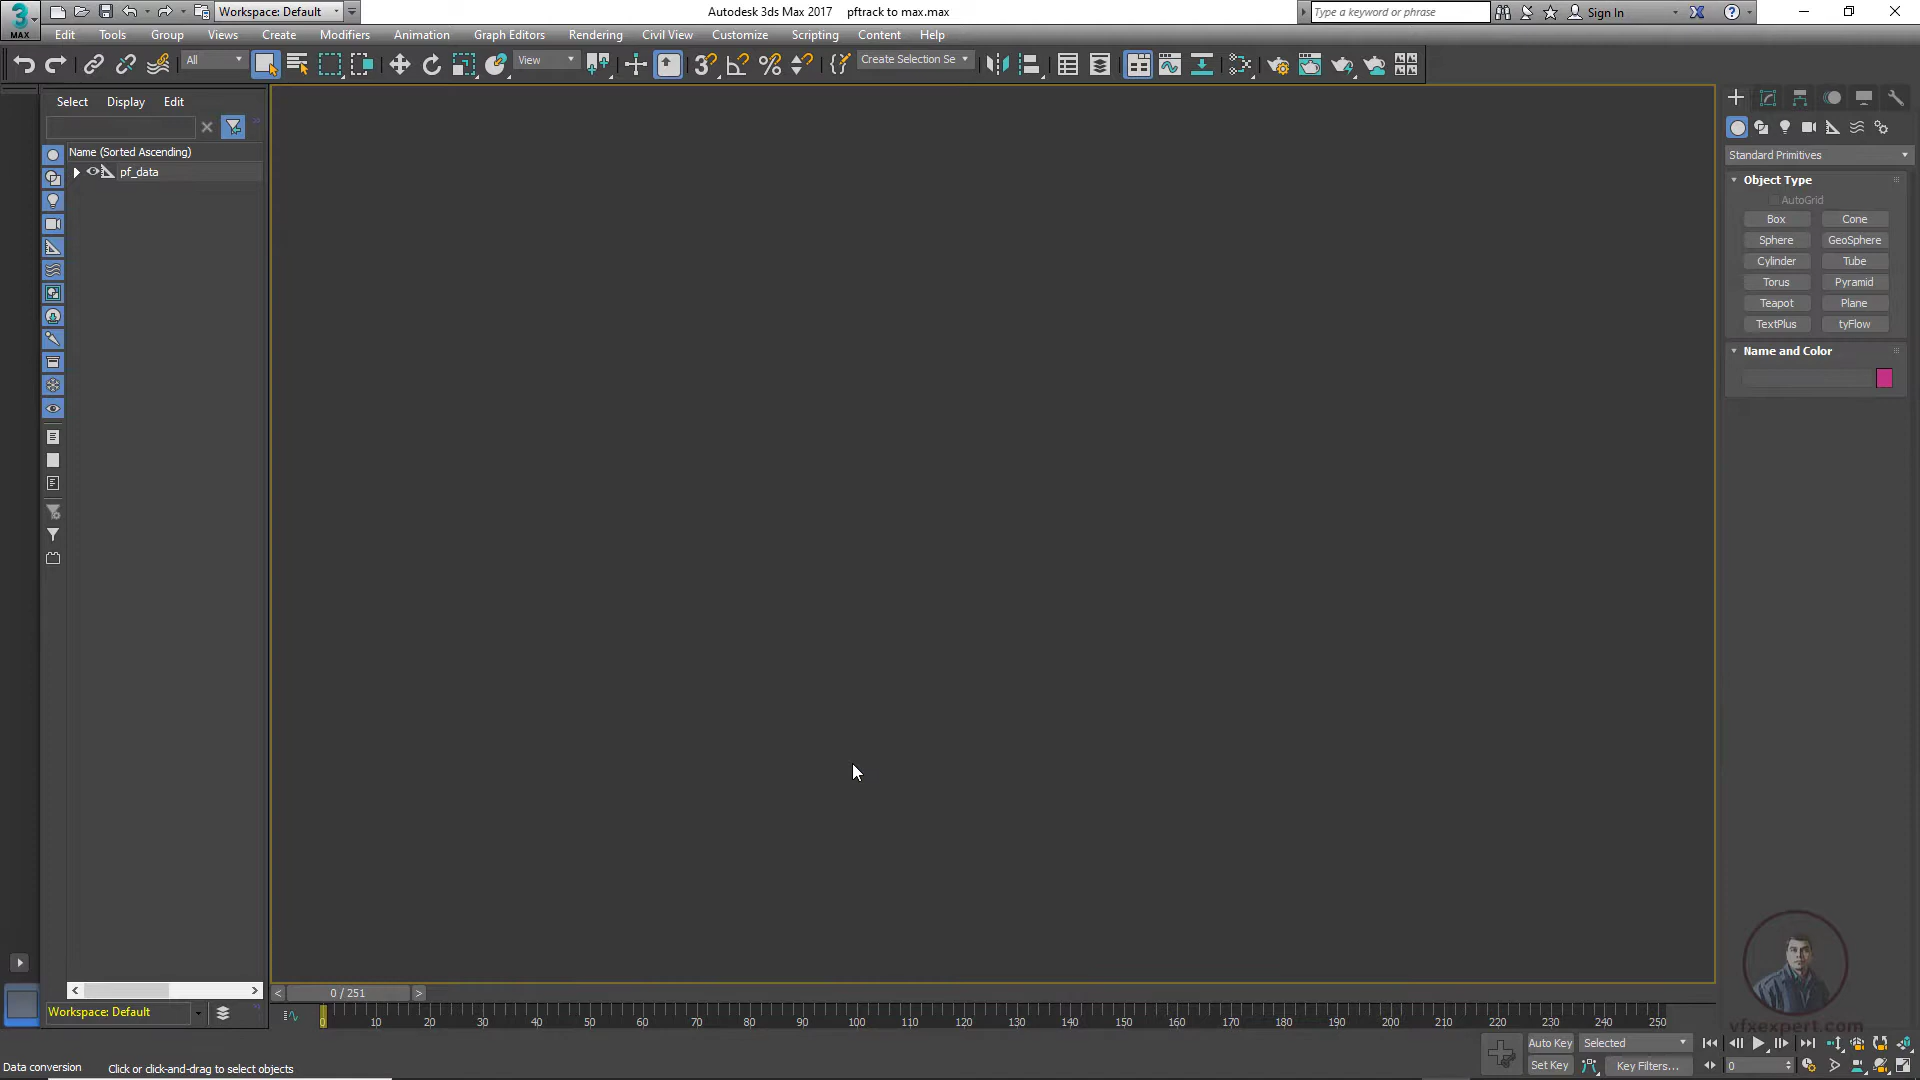 Workspace: Default
Autodesk 3ds Max 2017 pftrack to max.max
Type a keyword or phrase
Sign In
MAX
Edit Tools Group Views Create Modifiers Animation Graph Editors Rendering Civil View Customize Scripting Content Help
All
View
Create Selection Se
Select Display Edit
Name (Sorted Ascending)
pf_data
Standard Primitives
Object Type
AutoGrid
Box Cone
Sphere GeoSphere
Cylinder Tube
Torus Pyramid
Teapot Plane
TextPlus tyFlow
Name and Color
< 0 / 251 >
Workspace: Default
0 10 20 30 40 50 60 70 80 90 100 110 120 130 140 150 160 170 180 190 200 210 220 230 240 250
vfxexpert.com
Auto Key Selected
Set Key Key Filters...
0
Data conversion Click or click-and-drag to select objects